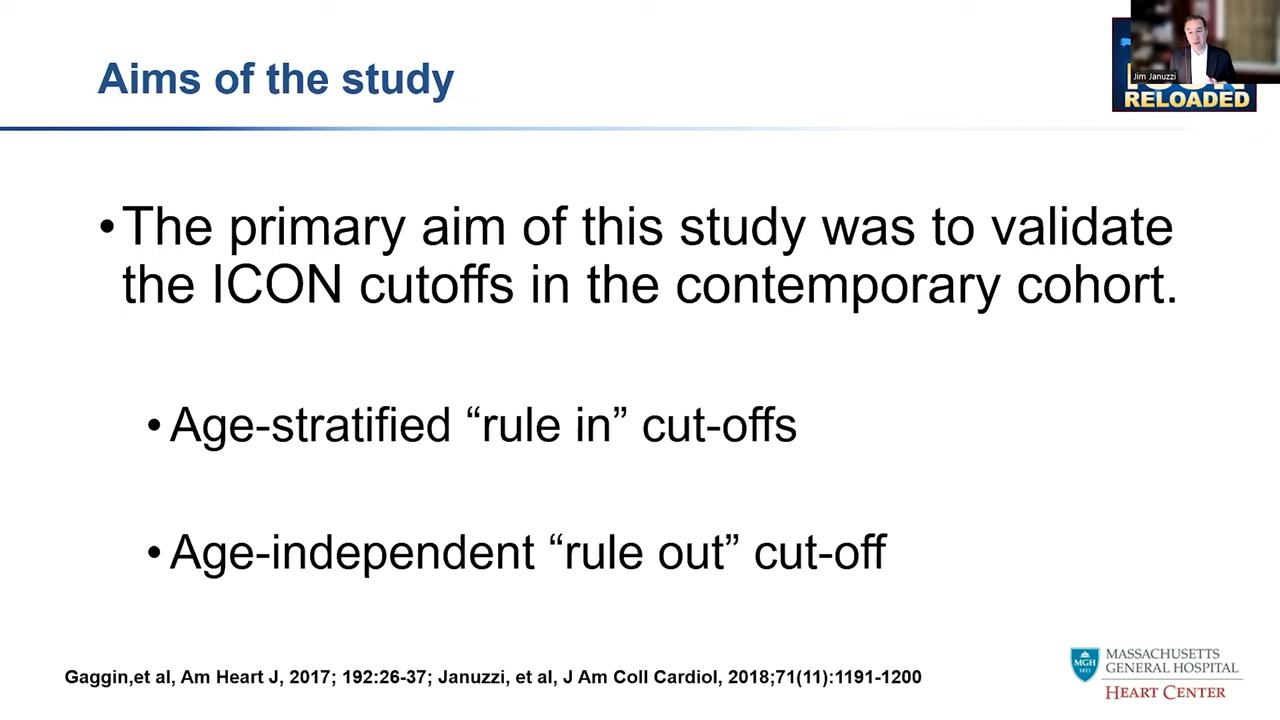 Aims of the study
Jim Januzzi
RELOADED
•The primary aim of this study was to validate
the ICON cutoffs in the contemporary cohort.
•Age-stratified “rule in” cut-offs
•Age-independent “rule out” cut-off
Gaggin,et al, Am Heart J, 2017; 192:26-37; Januzzi, et al, J Am Coll Cardiol, 2018;71(11):1191-1200
MGH
1811
MASSACHUSETTS
GENERAL HOSPITAL
HEART CENTER